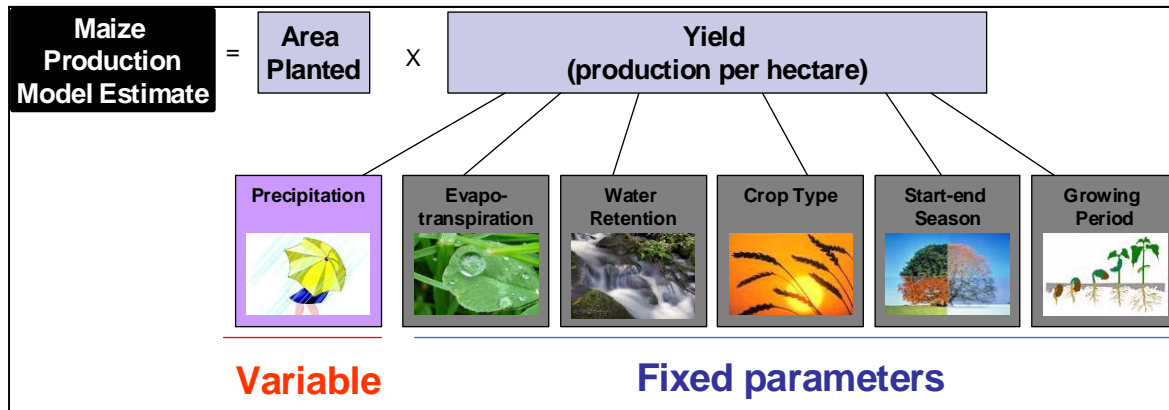 Maize
Production
Model Estimate
=
Area
Planted
X
Yield
(production per hectare)
Precipitation
Evapo-
transpiration
Water
Retention
Crop Type
Start-end
Season
Growing
Period
Variable
Fixed parameters